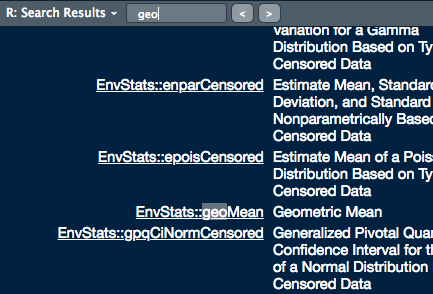 R: Search Results
geo
< >
Variation for a Gamma
Distribution Based on Ty
Censored Data
EnvStats::enparCensored Estimate Mean, Standard
Deviation, and Standard
Nonparametrically Based
Censored Data
EnvStats::epoisCensored Estimate Mean of a Pois
Distribution Based on Ty
Censored Data
EnvStats::geoMean Geometric Mean
EnvStats::gpqCiNormCensored Generalized Pivotal Quan
Confidence Interval for th
of a Normal Distribution
Censored Data